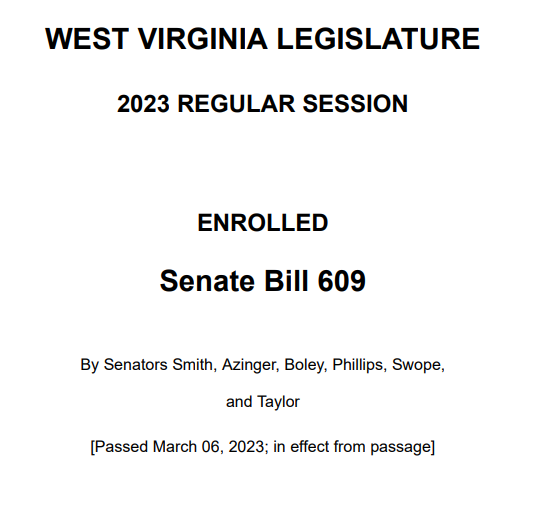 WEST VIRGINIA LEGISLATURE
2023 REGULAR SESSION
ENROLLED
Senate Bill 609
By Senators Smith, Azinger, Boley, Phillips, Swope,
and Taylor
[Passed March 06, 2023; in effect from passage]